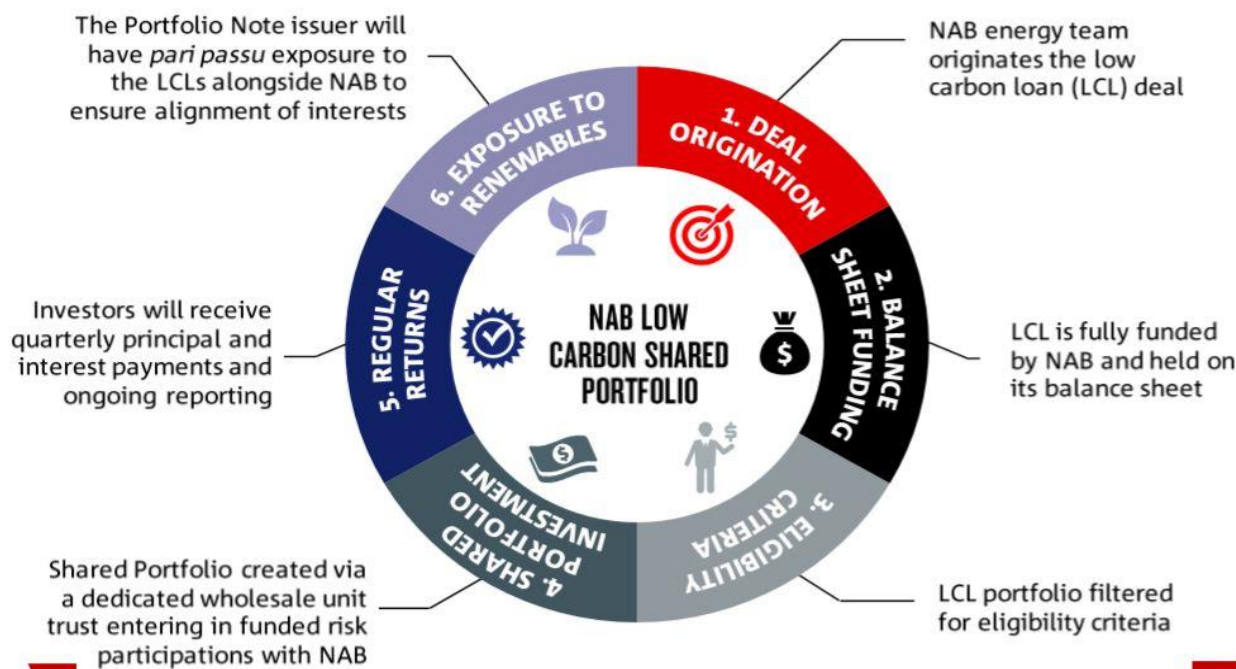 The Portfolio Note issuer will
have pari passu exposure to
the LCLs alongside NAB to
ensure alignment of interests
NAB energy team
originates the low
carbon loan (LCL) deal
6. EXPOSURE TO
RENEWABLES
1. DEAL
ORIGINATION
Investors will receive
quarterly principal and
interest payments and
ongoing reporting
5. REGULAR
RETURNS
NAB LOW
CARBON SHARED
PORTFOLIO
$
2. BALANCE
SHEET FUNDING
LCL is fully funded
by NAB and held on
its balance sheet
$
$
4. SHARED
PORTFOLIO
INVESTMENT
3. ELIGIBILITY
CRITERIA
Shared Portfolio created via
a dedicated wholesale unit
trust entering in funded risk
participations with NAB
LCL portfolio filtered
for eligibility criteria